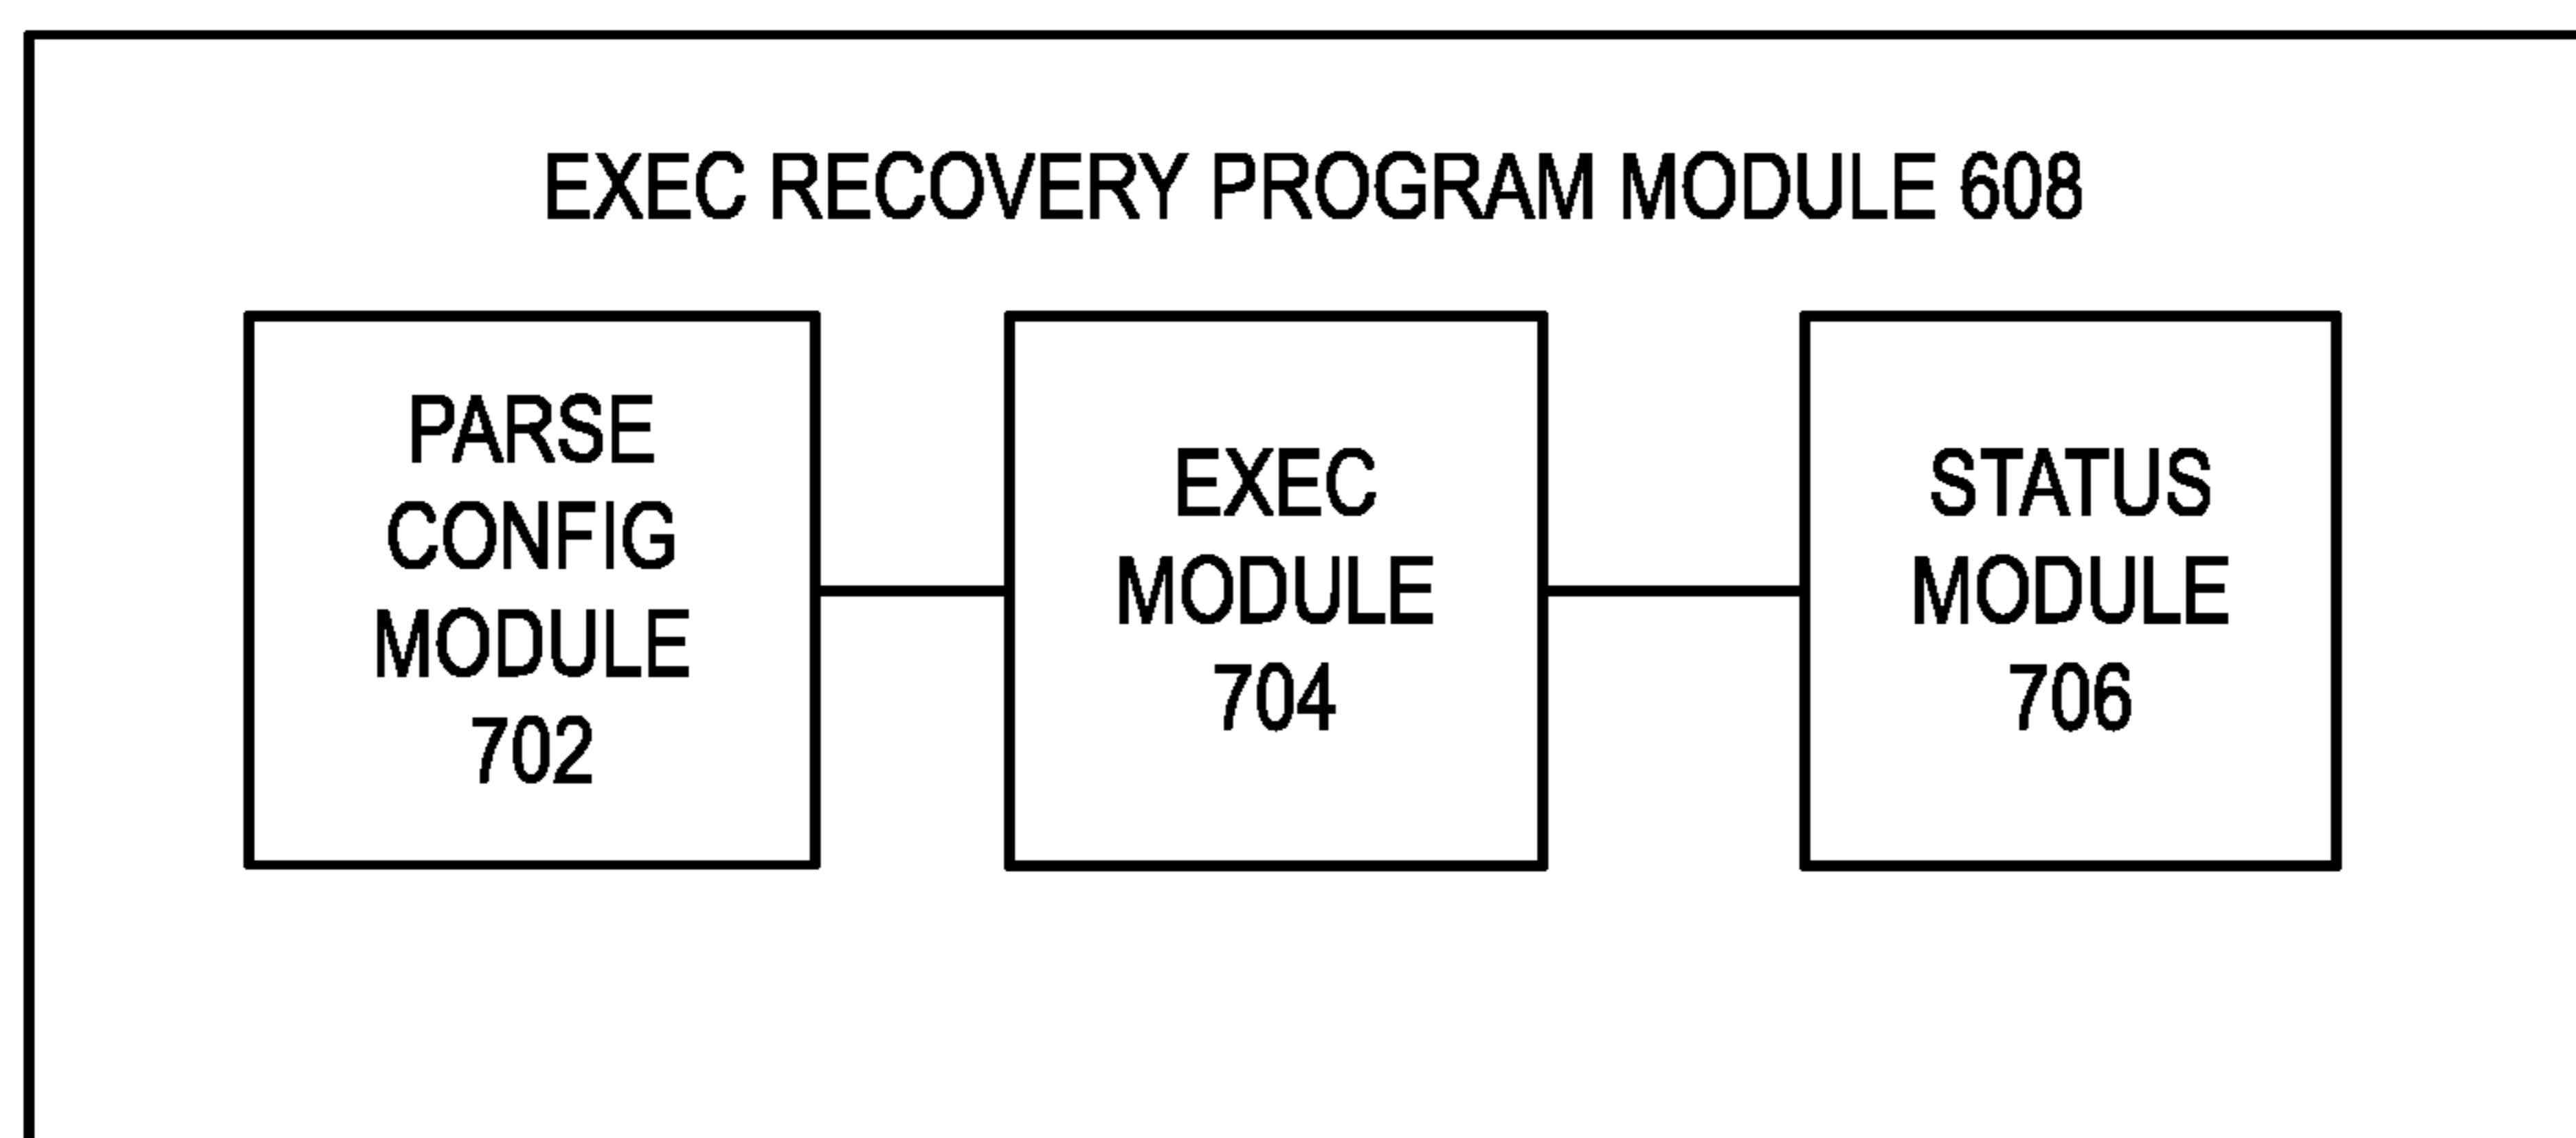 EXEC RECOVERY PROGRAM MODULE 608
PARSE
CONFIG
MODULE
702
EXEC
MODULE
704
STATUS
MODULE
706